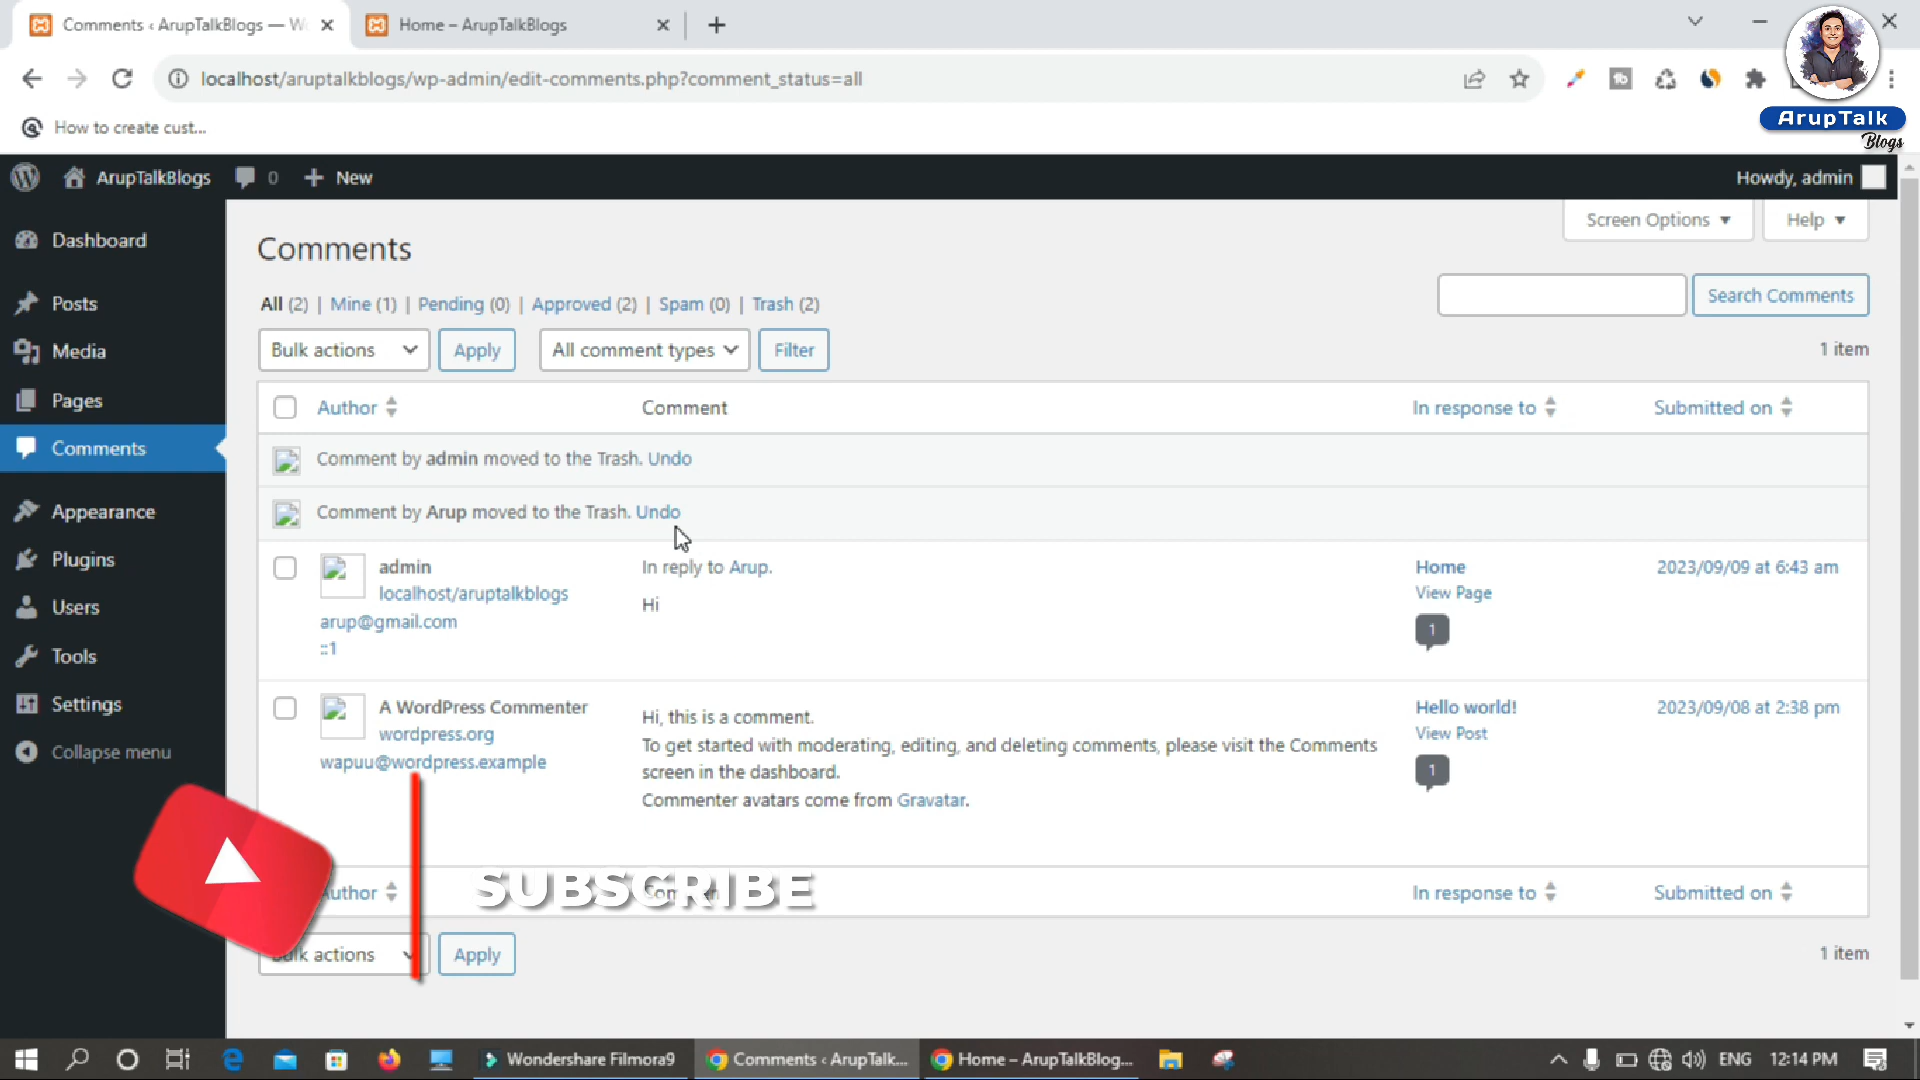 Comments ‹ ArupTalkBlogs — W
Home – ArupTalkBlogs
localhost/aruptalkblogs/wp-admin/edit-comments.php?comment_status=all
How to create cust...
ArupTalk
Blogs
ArupTalkBlogs 0 New
Howdy, admin
Screen Options
Help
Dashboard
Posts
Media
Pages
Comments
Appearance
Plugins
Users
Tools
Settings
Collapse menu
Comments
All (2) | Mine (1) | Pending (0) | Approved (2) | Spam (0) | Trash (2)
Search Comments
Bulk actions Apply All comment types Filter
1 item
Author Comment In response to Submitted on
Comment by admin moved to the Trash. Undo
Comment by Arup moved to the Trash. Undo
admin
localhost/aruptalkblogs
arup@gmail.com
::1
In reply to Arup.
Hi
Home
View Page
1
2023/09/09 at 6:43 am
A WordPress Commenter
wordpress.org
wapuu@wordpress.example
Hi, this is a comment.
To get started with moderating, editing, and deleting comments, please visit the Comments
screen in the dashboard.
Commenter avatars come from Gravatar.
Hello world!
View Post
1
2023/09/08 at 2:38 pm
SUBSCRIBE
Author In response to Submitted on
Bulk actions Apply
1 item
Wondershare Filmora9
Comments ‹ ArupTalk...
Home – ArupTalkBlog...
ENG 12:14 PM